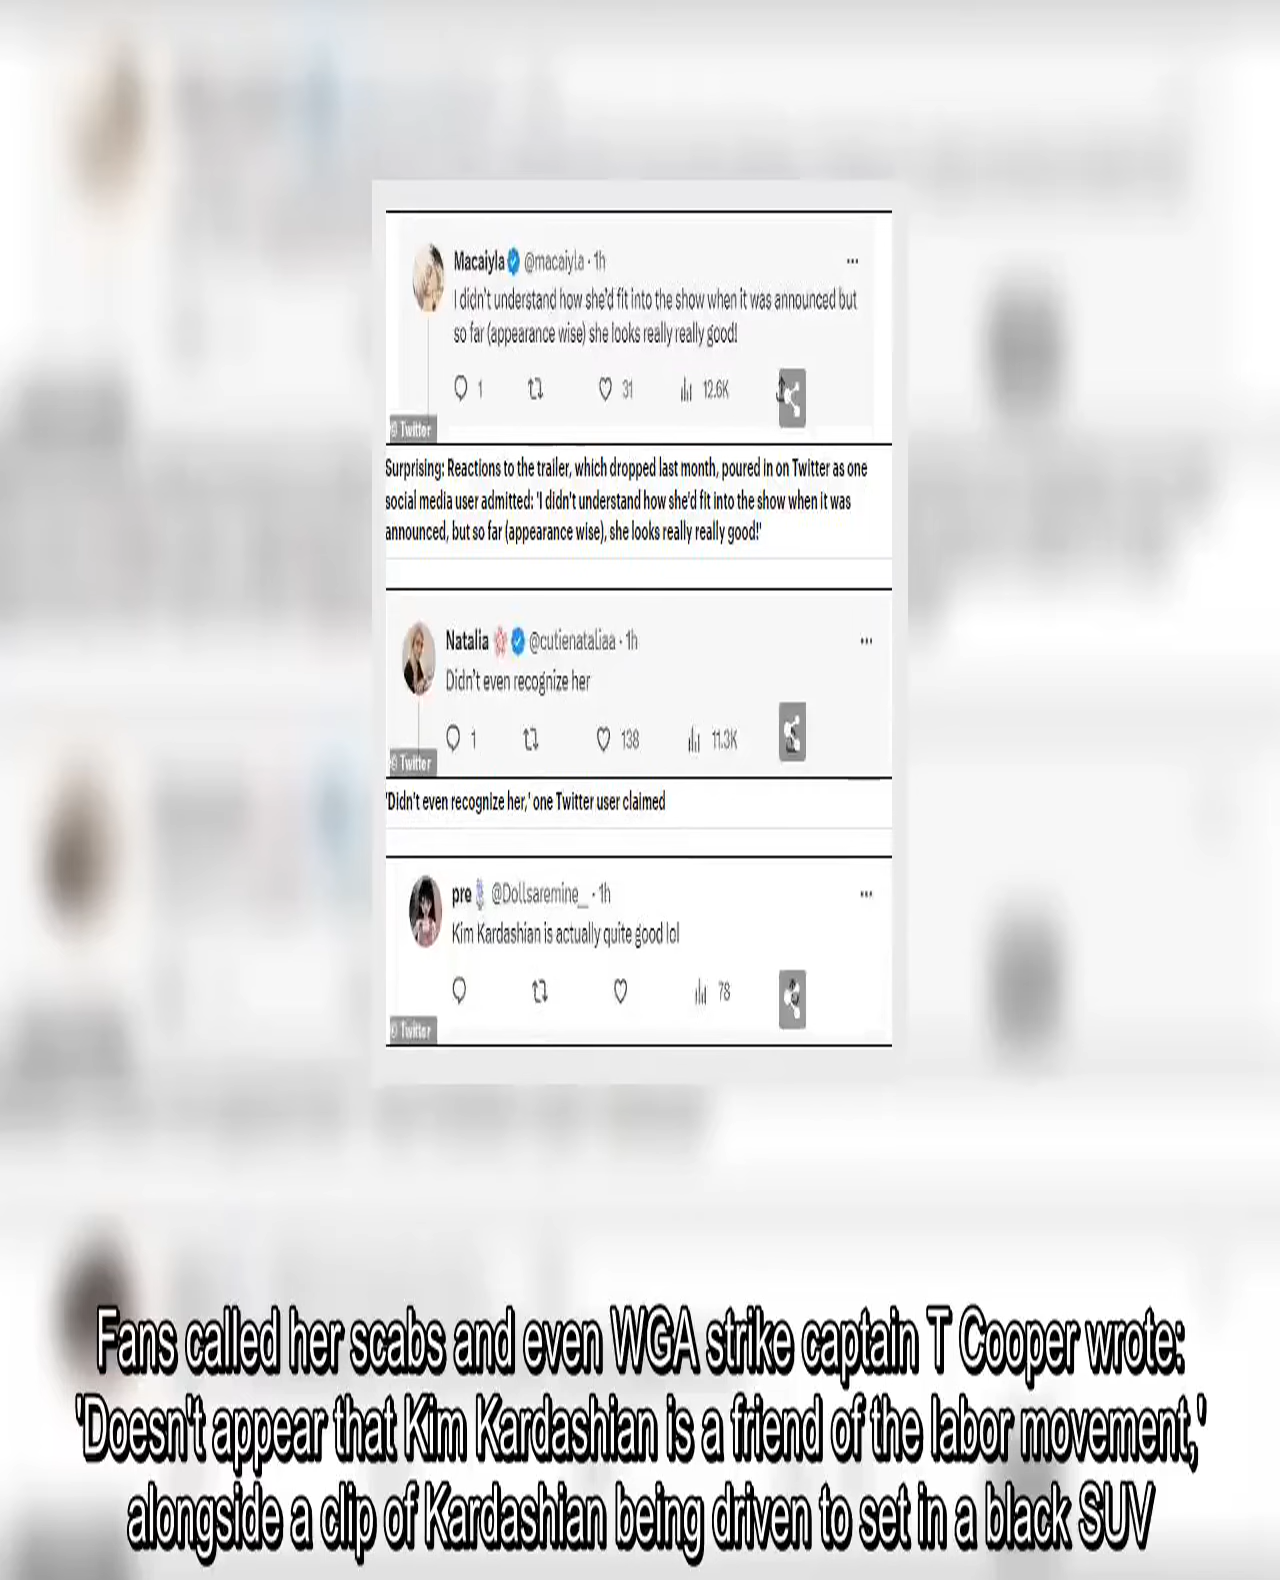 Macaiyla @macaiyla · 1h
I didn't understand how she'd fit into the show when it was announced but
so far (appearance wise) she looks really really good!
1 31 12.6K
© Twitter
Surprising: Reactions to the trailer, which dropped last month, poured in on Twitter as one
social media user admitted: 'I didn't understand how she'd fit into the show when it was
announced, but so far (appearance wise), she looks really really good!'
Natalia @cutienataliaa · 1h
Didn't even recognize her
1 138 11.3K
© Twitter
'Didn't even recognize her,' one Twitter user claimed
pre @Dollsaremine_ · 1h
Kim Kardashian is actually quite good lol
78
© Twitter
Fans called her scabs and even WGA strike captain T Cooper wrote:
'Doesn't appear that Kim Kardashian is a friend of the labor movement,'
alongside a clip of Kardashian being driven to set in a black SUV